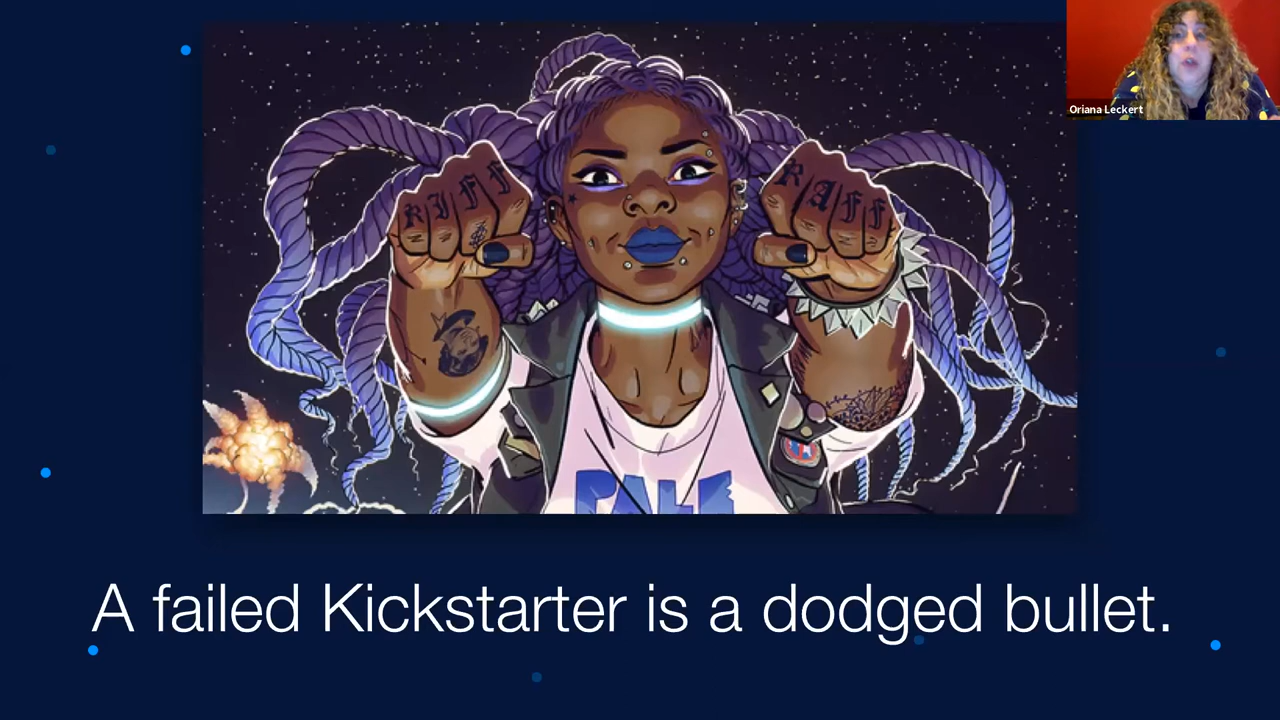 Oriana Leckert
RIFF
RAFF
A failed Kickstarter is a dodged bullet.